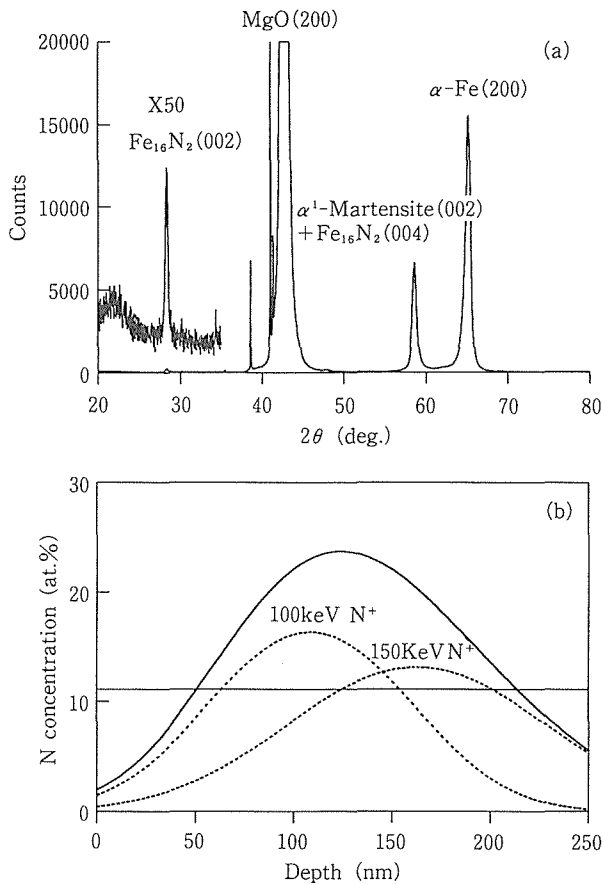 MgO(200)
20000
(a)
α-Fe(200)
X50
Fe₁₆N₂(002)
15000
Counts
10000
α¹-Martensite(002)
+Fe₁₆N₂(004)
5000
0
20
30
40
50
60
70
80
2θ (deg.)
30
(b)
N concentration (at.%)
20
100keV N⁺
150KeV N⁺
10
0
0
50
100
150
200
250
Depth (nm)